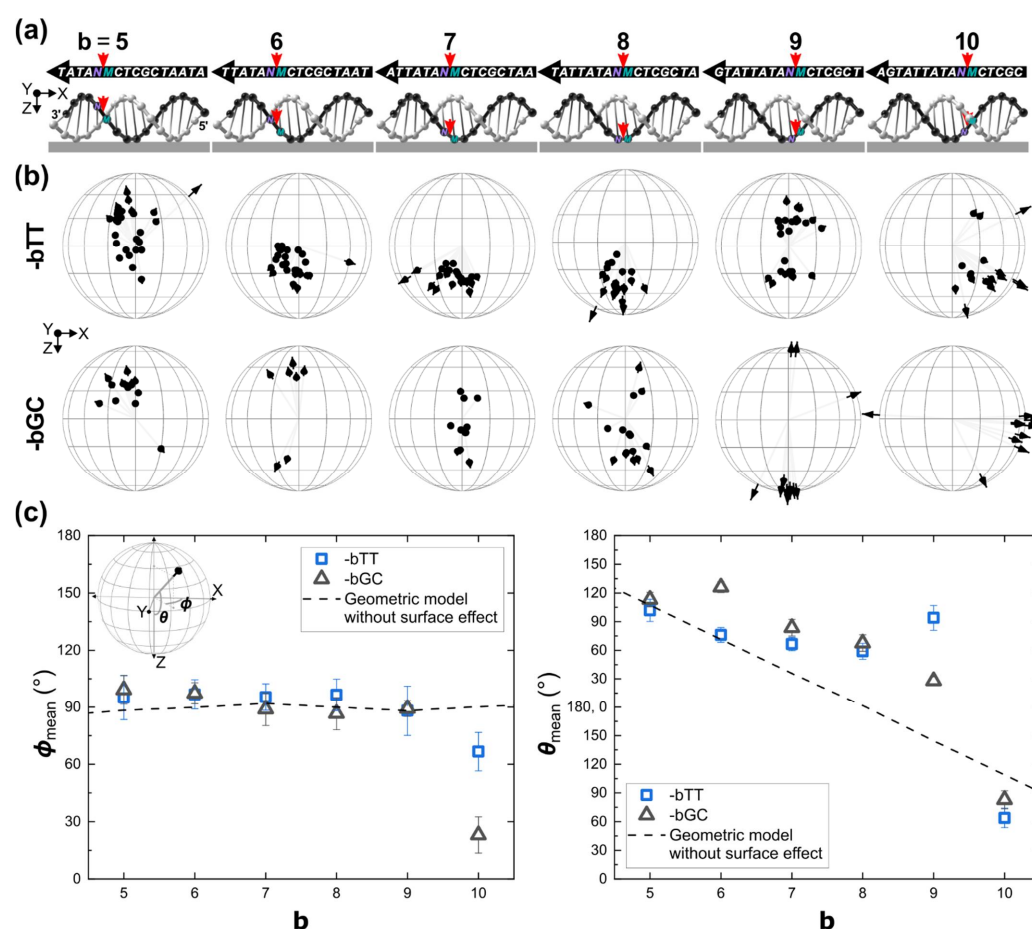 (a)
b = 5 6 7 8 9 10
TATANMCTCGCTAATA TTATANMCTCGCTAAT ATTATANMCTCGCTAA TATTATANMCTCGCTA GTATTATANMCTCGCT AGTATTATANMCTCGC
Y X
Z
3' N M 5' N M N M N M N M N M
(b)
-bTT
Y X
Z
-bGC
(c)
180
150
120
90
60
30
0
ϕmean (°)
Y X
θ ϕ
Z
-bTT
-bGC
Geometric model
without surface effect
5 6 7 8 9 10
b
180
150
120
90
60
30
180, 0
150
120
90
60
30
0
θmean (°)
-bTT
-bGC
Geometric model
without surface effect
5 6 7 8 9 10
b